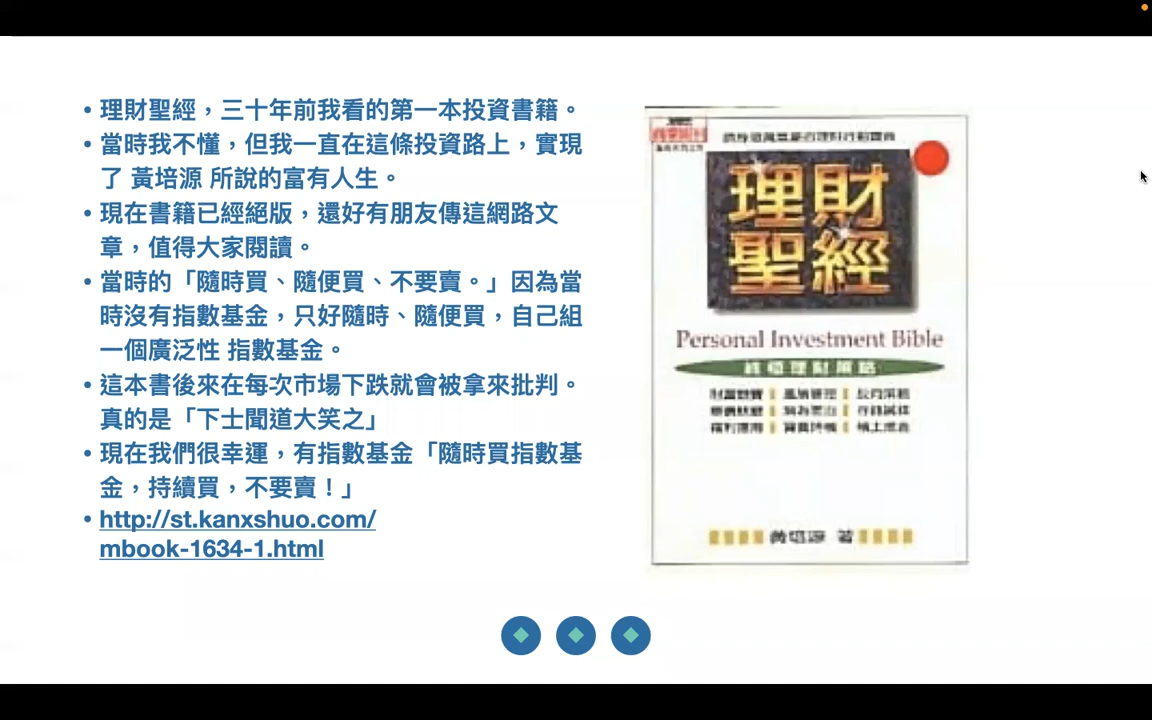 • 理財聖經，三十年前我看的第一本投資書籍。
• 當時我不懂，但我一直在這條投資路上，實現
了 黃培源 所說的富有人生。
• 現在書籍已經絕版，還好有朋友傳這網路文
章，值得大家閱讀。
• 當時的「隨時買、隨便買、不要賣。」因為當
時沒有指數基金，只好隨時、隨便買，自己組
一個廣泛性 指數基金。
• 這本書後來在每次市場下跌就會被拿來批判。
真的是「下士聞道大笑之」
• 現在我們很幸運，有指數基金「隨時買指數基
金，持續買，不要賣！」
• http://st.kanxshuo.com/
mbook-1634-1.html
理財
聖經
Personal Investment Bible
終極理財策略
黃培源 著